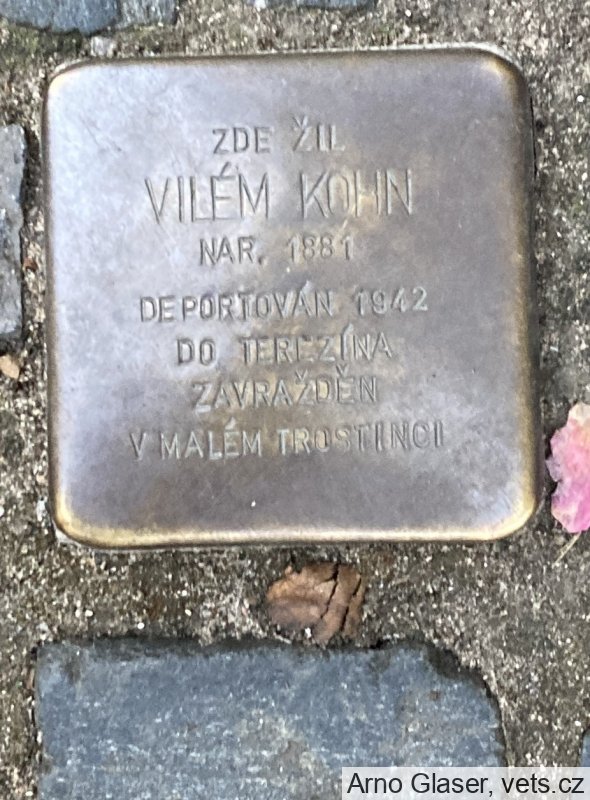 ZDE ŽIL
VILÉM KOHN
NAR. 1881
DEPORTOVÁN 1942
DO TEREZÍNA
ZAVRAŽDĚN
V MALÉM TROSTINCI
Arno Glaser, vets.cz